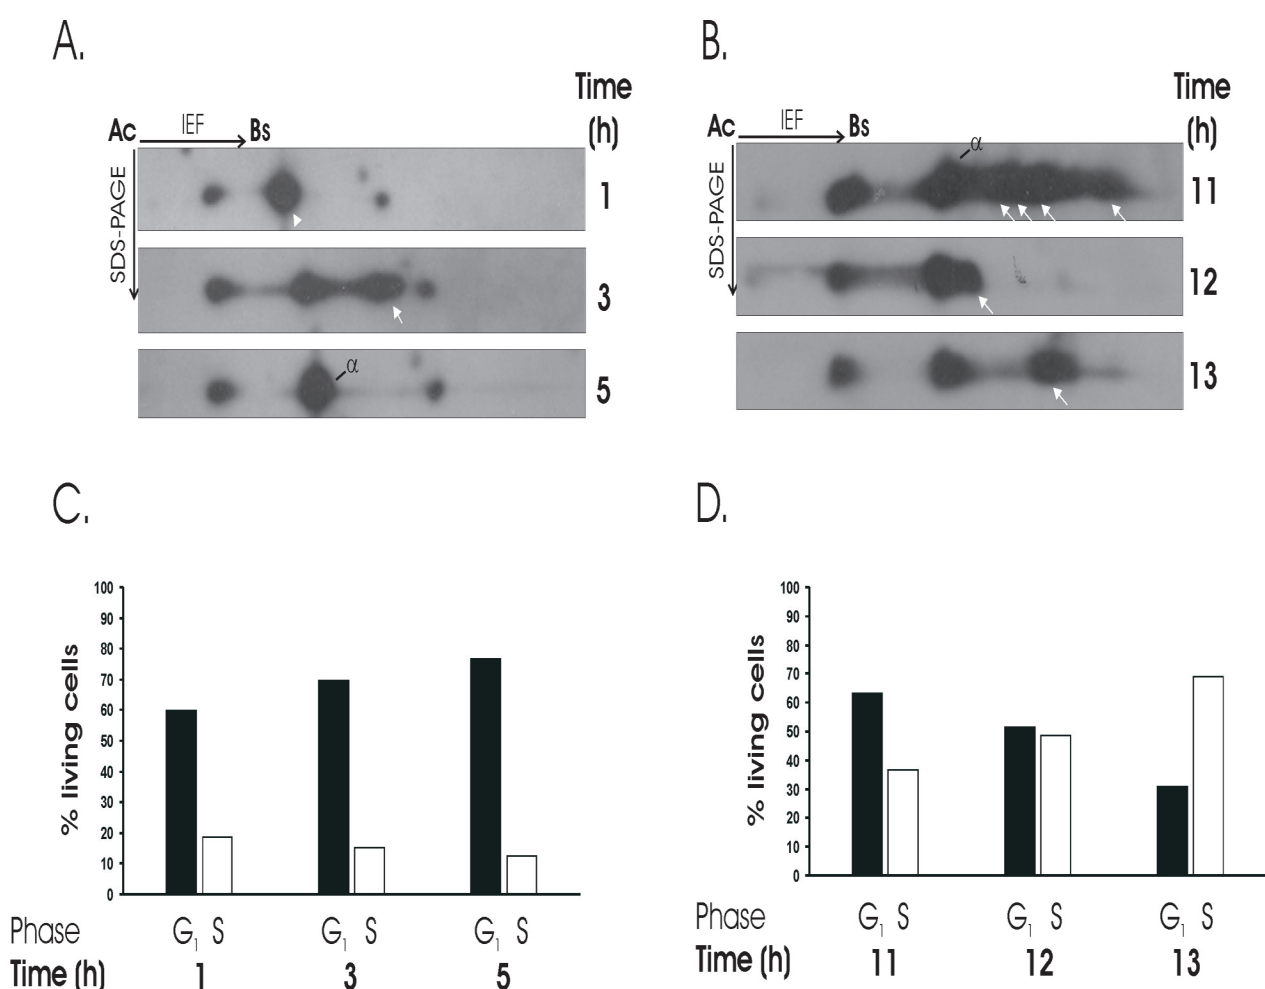 A.
Time
(h)
Ac IEF Bs
SDS-PAGE
1
3
α
5
B.
Time
(h)
Ac IEF Bs
SDS-PAGE
α
11
12
13
C.
% living cells
100
90
80
70
60
50
40
30
20
10
0
Phase G1 S G1 S G1 S
Time (h) 1 3 5
D.
% living cells
100
90
80
70
60
50
40
30
20
10
0
Phase G1 S G1 S G1 S
Time (h) 11 12 13